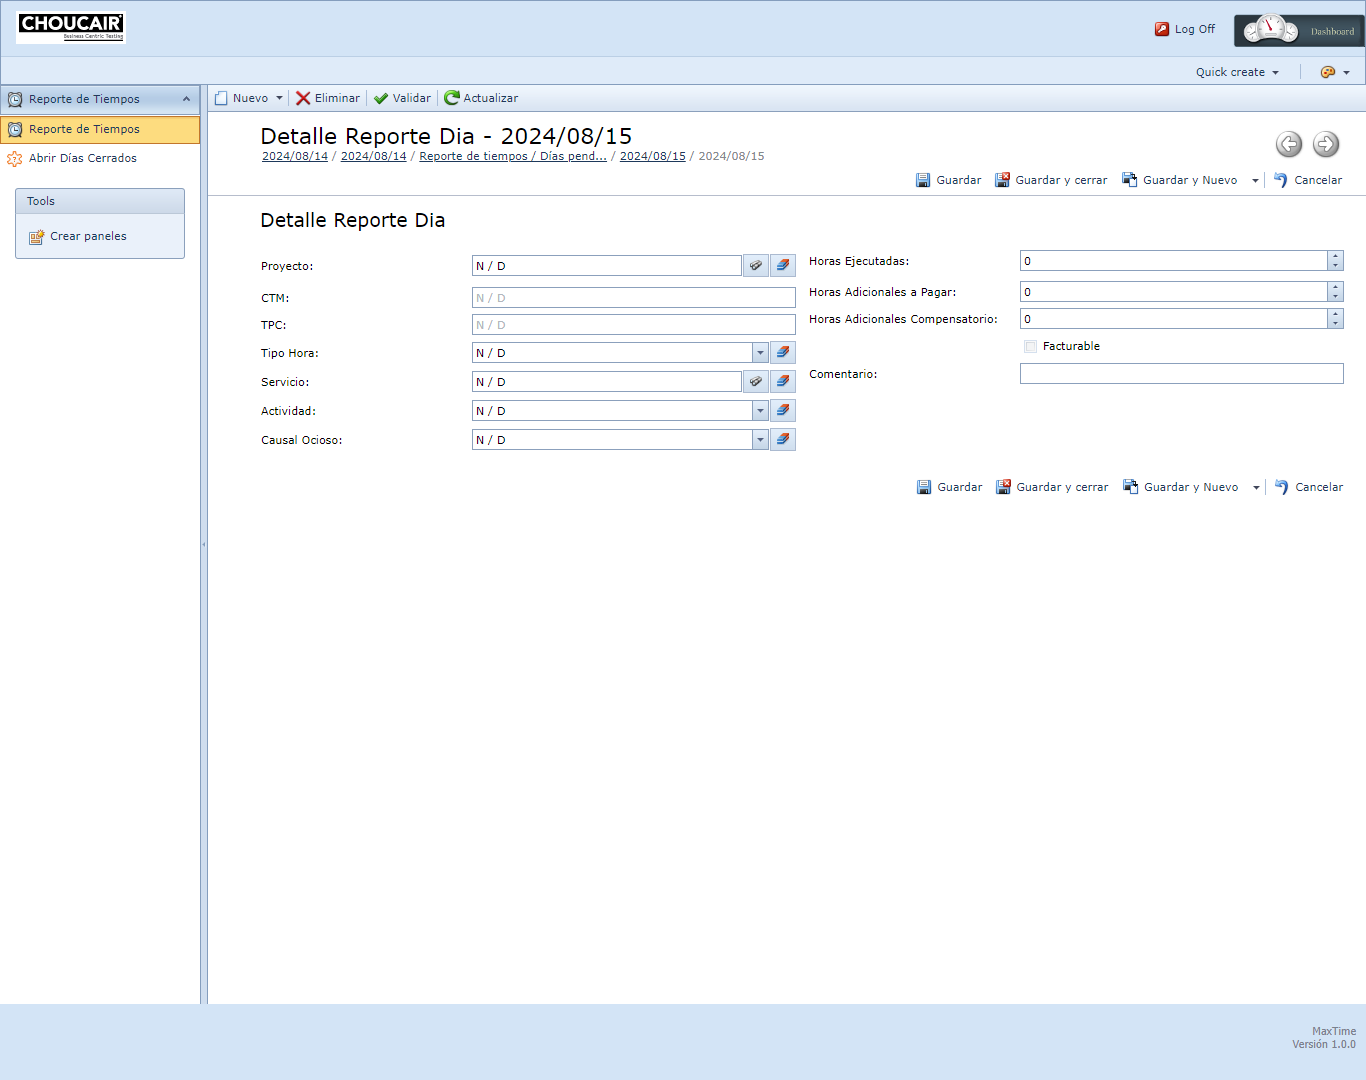 CHOUCAIR
Business Centric Testing
Log Off
Dashboard
Quick create
Reporte de Tiempos
Reporte de Tiempos
Abrir Días Cerrados
Tools
Crear paneles
Nuevo Eliminar Validar Actualizar
Detalle Reporte Dia - 2024/08/15
2024/08/14 / 2024/08/14 / Reporte de tiempos / Días pend... / 2024/08/15 / 2024/08/15
Guardar Guardar y cerrar Guardar y Nuevo Cancelar
Detalle Reporte Dia
Proyecto: N / D
CTM: N / D
TPC: N / D
Tipo Hora: N / D
Servicio: N / D
Actividad: N / D
Causal Ocioso: N / D
Horas Ejecutadas: 0
Horas Adicionales a Pagar: 0
Horas Adicionales Compensatorio: 0
Facturable
Comentario:
Guardar Guardar y cerrar Guardar y Nuevo Cancelar
MaxTime
Versión 1.0.0